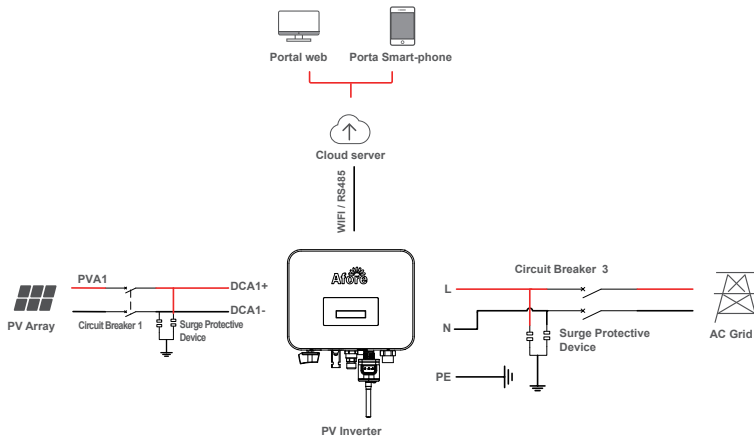 Portal web
Porta Smart-phone
Cloud server
WIFI / RS485
Afore
PVA1
DCA1+
DCA1-
PV Array
Circuit Breaker 1
Surge Protective
Device
PV Inverter
Circuit Breaker 3
L
N
Surge Protective
Device
PE
AC Grid